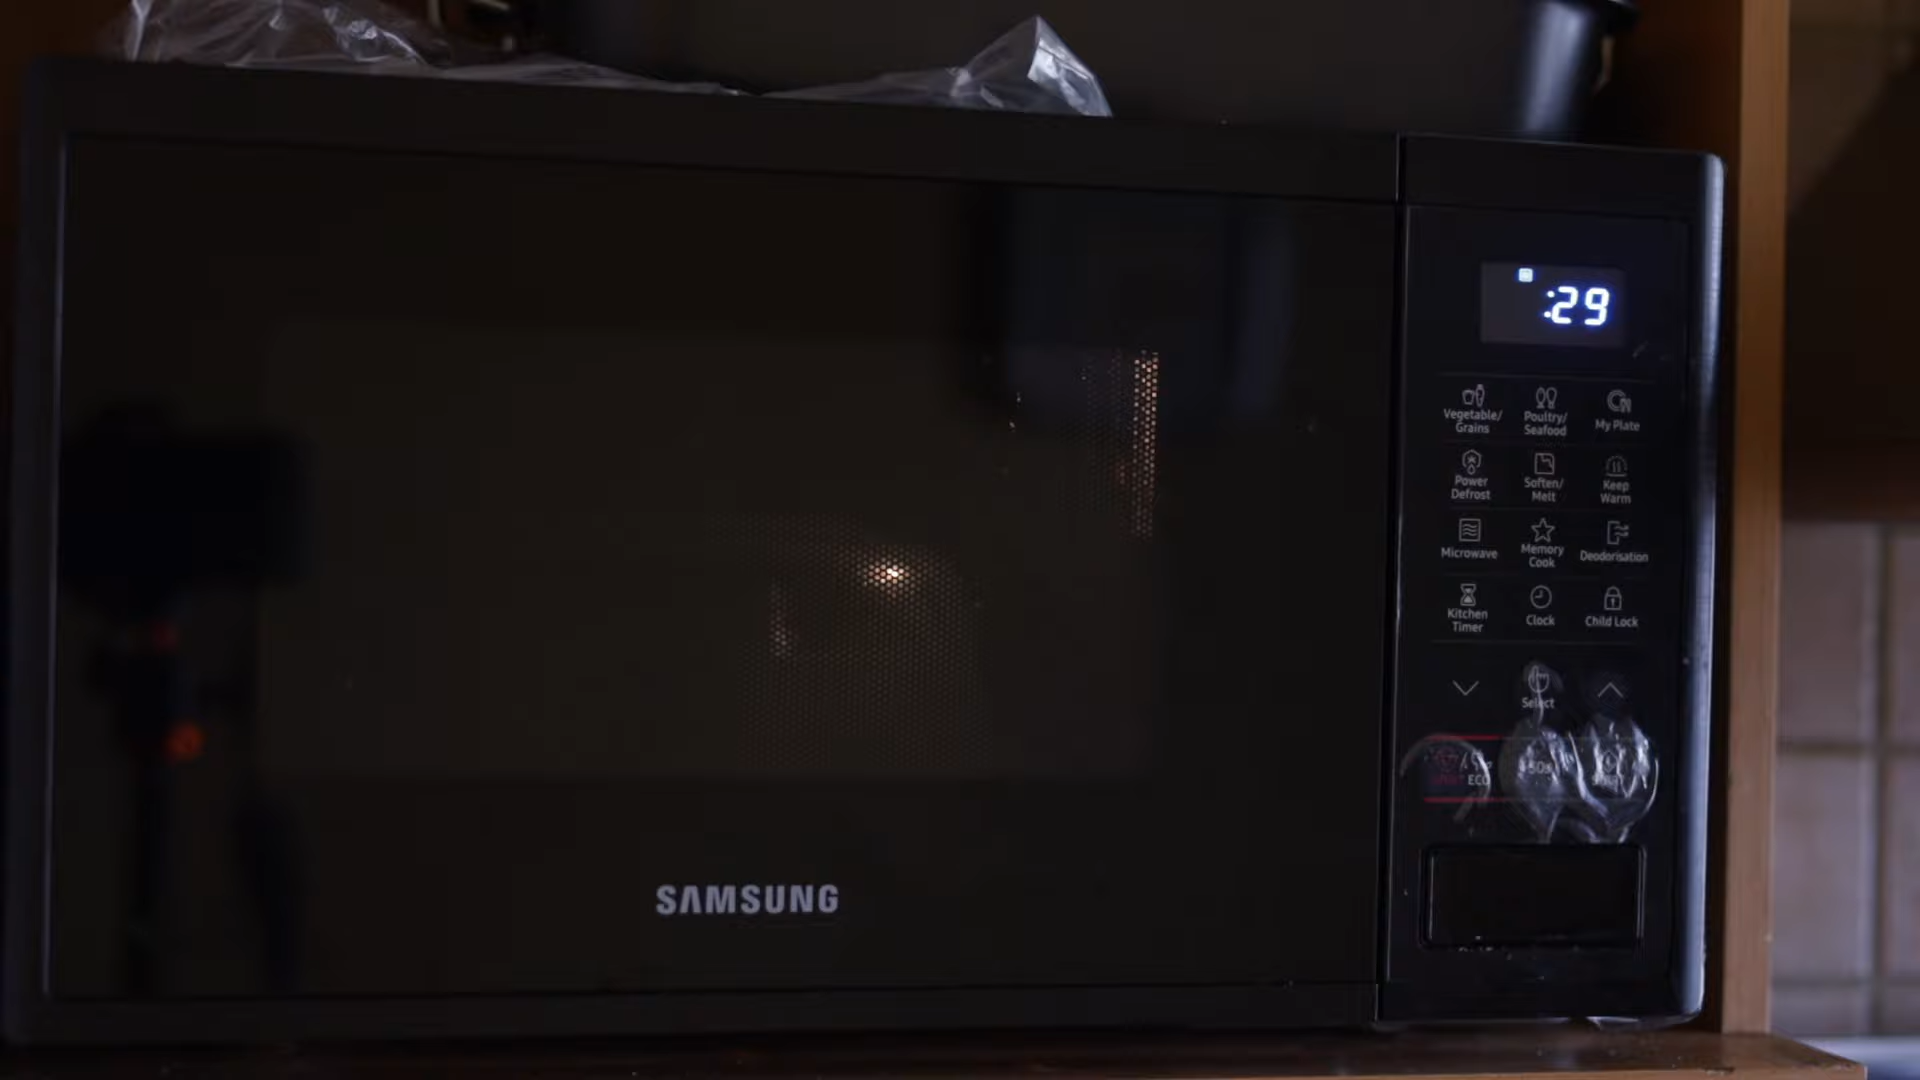 :29
Vegetable/
Grains
Poultry/
Seafood
My Plate
Power
Defrost
Soften/
Melt
Keep
Warm
Microwave
Memory
Cook
Deodorisation
Kitchen
Timer
Clock
Child Lock
Select
ECO
+30s
SAMSUNG